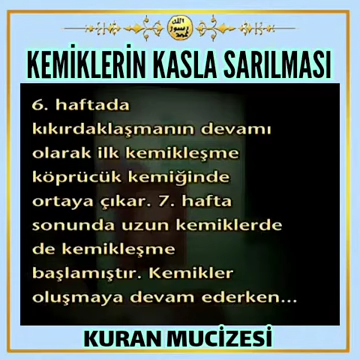 KEMİKLERİN KASLA SARILMASI
6. haftada
kıkırdaklaşmanın devamı
olarak ilk kemikleşme
köprücük kemiğinde
ortaya çıkar. 7. hafta
sonunda uzun kemiklerde
de kemikleşme
başlamıştır. Kemikler
oluşmaya devam ederken...
KURAN MUCİZESİ